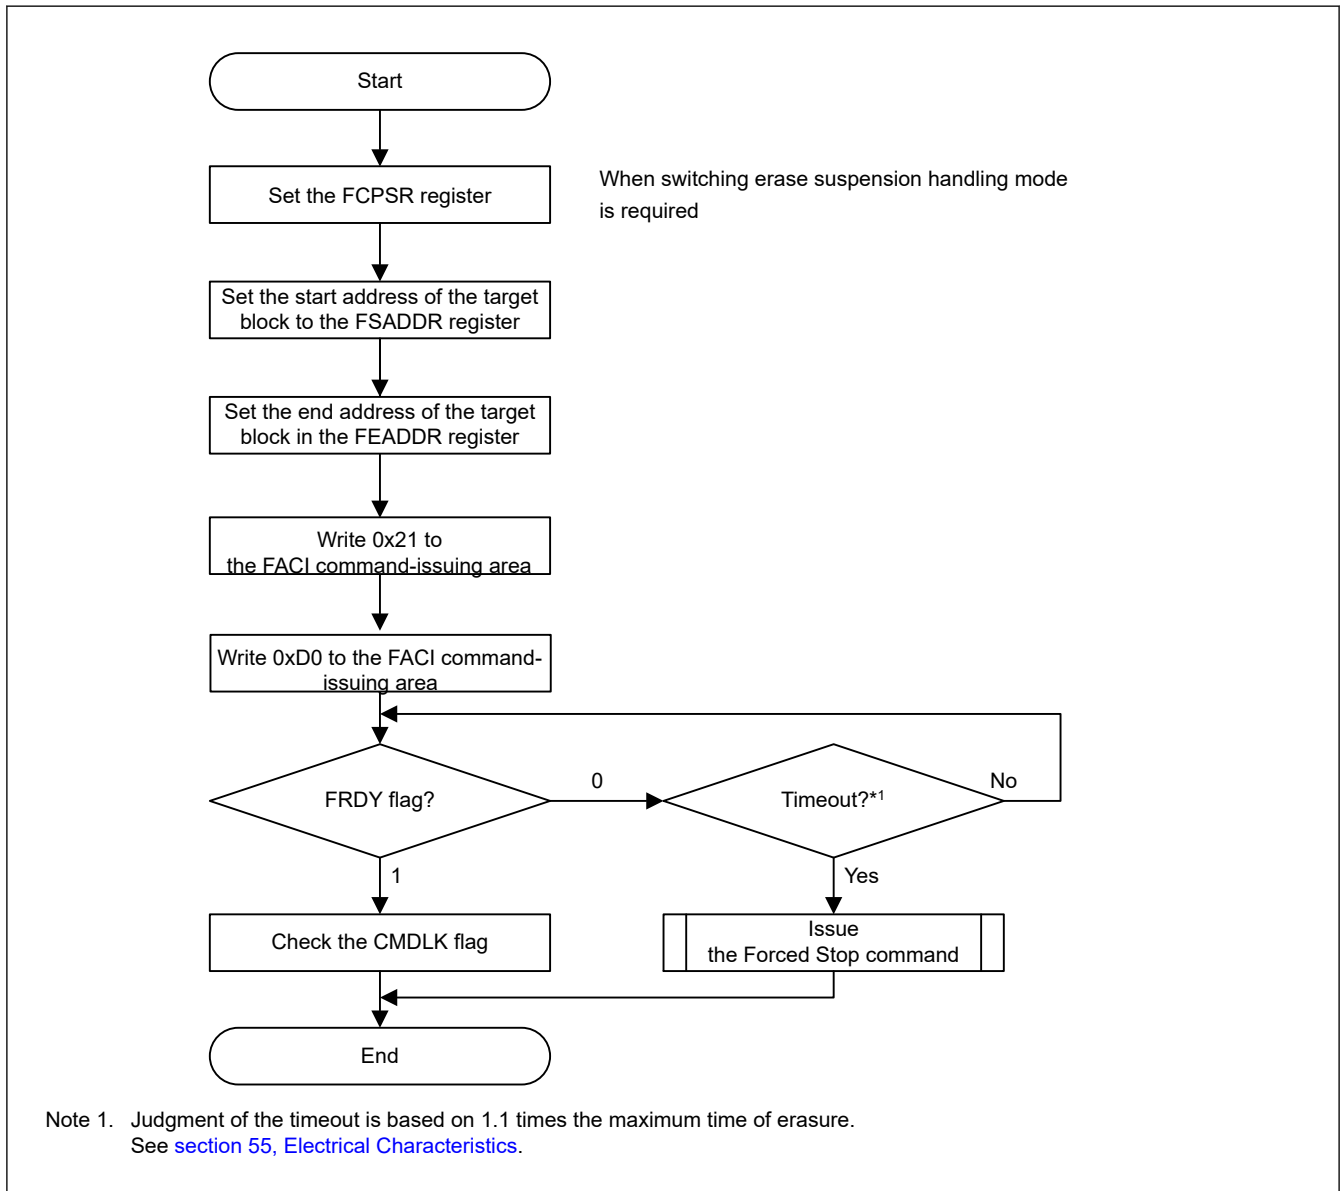 Start
Set the FCPSR register
When switching erase suspension handling mode
is required
Set the start address of the target
block to the FSADDR register
Set the end address of the target
block in the FEADDR register
Write 0x21 to
the FACI command-issuing area
Write 0xD0 to the FACI command-
issuing area
FRDY flag?
0
Timeout?*1
No
1
Yes
Check the CMDLK flag
Issue
the Forced Stop command
End
Note 1. Judgment of the timeout is based on 1.1 times the maximum time of erasure.
See section 55, Electrical Characteristics.